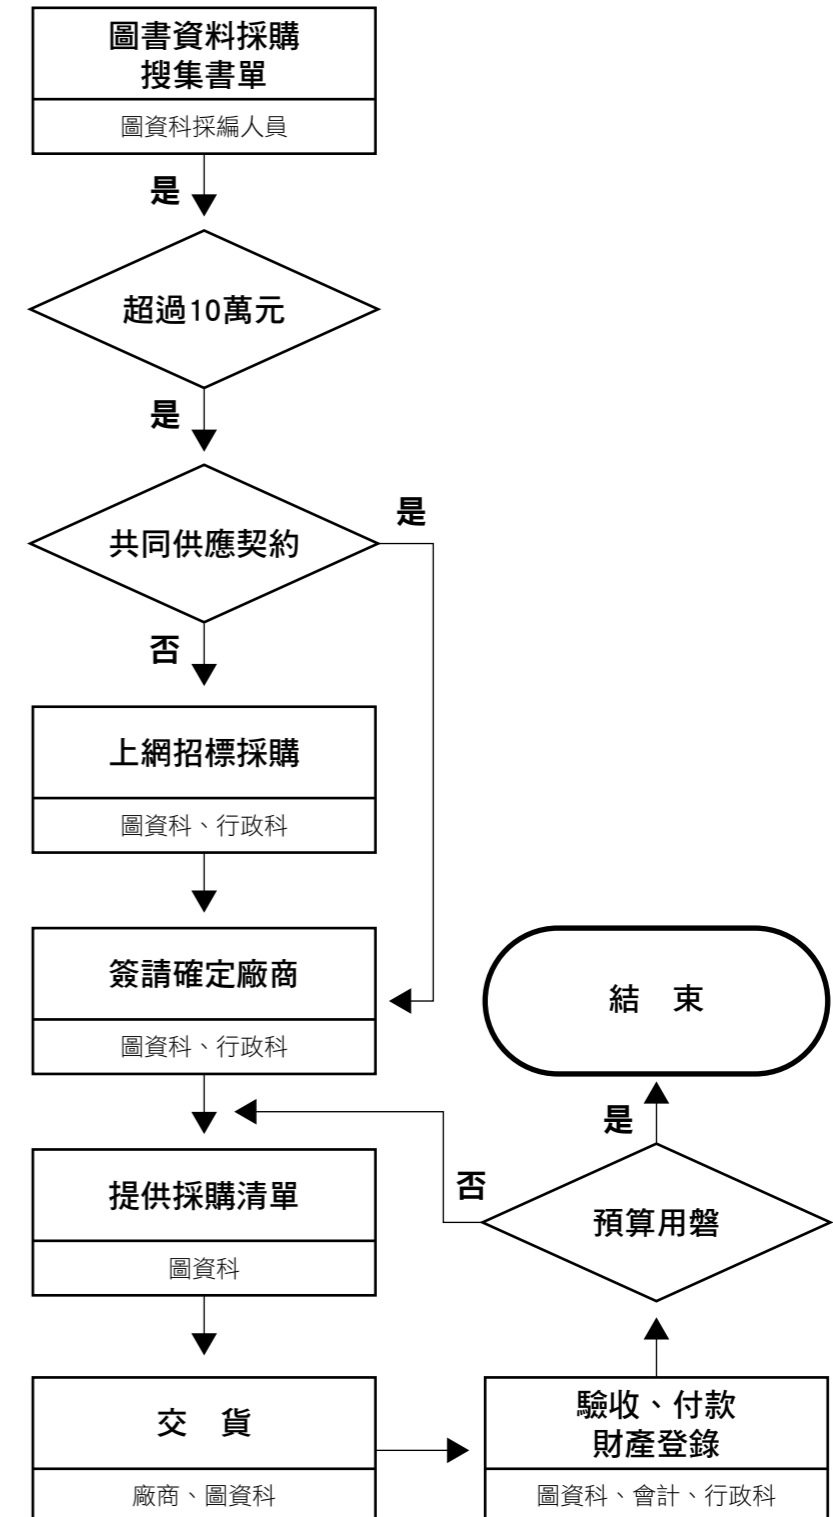 圖書資料採購
搜集書單
圖資科採編人員
是
超過10萬元
是
共同供應契約
是
否
上網招標採購
圖資科、行政科
簽請確定廠商
圖資科、行政科
結 束
是
提供採購清單
否
預算用磬
圖資科
交 貨
廠商、圖資科
驗收、付款
財產登錄
圖資科、會計、行政科